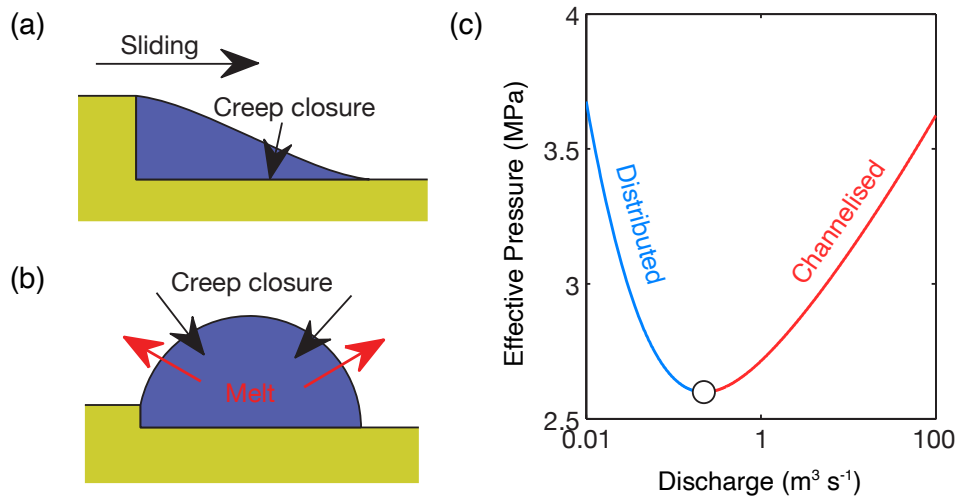 (a)
Sliding
Creep closure
(b)
Creep closure
Melt
(c)
4
3.5
3
2.5
Effective Pressure (MPa)
Distributed
Channelised
0.01
1
100
Discharge (m³ s⁻¹)